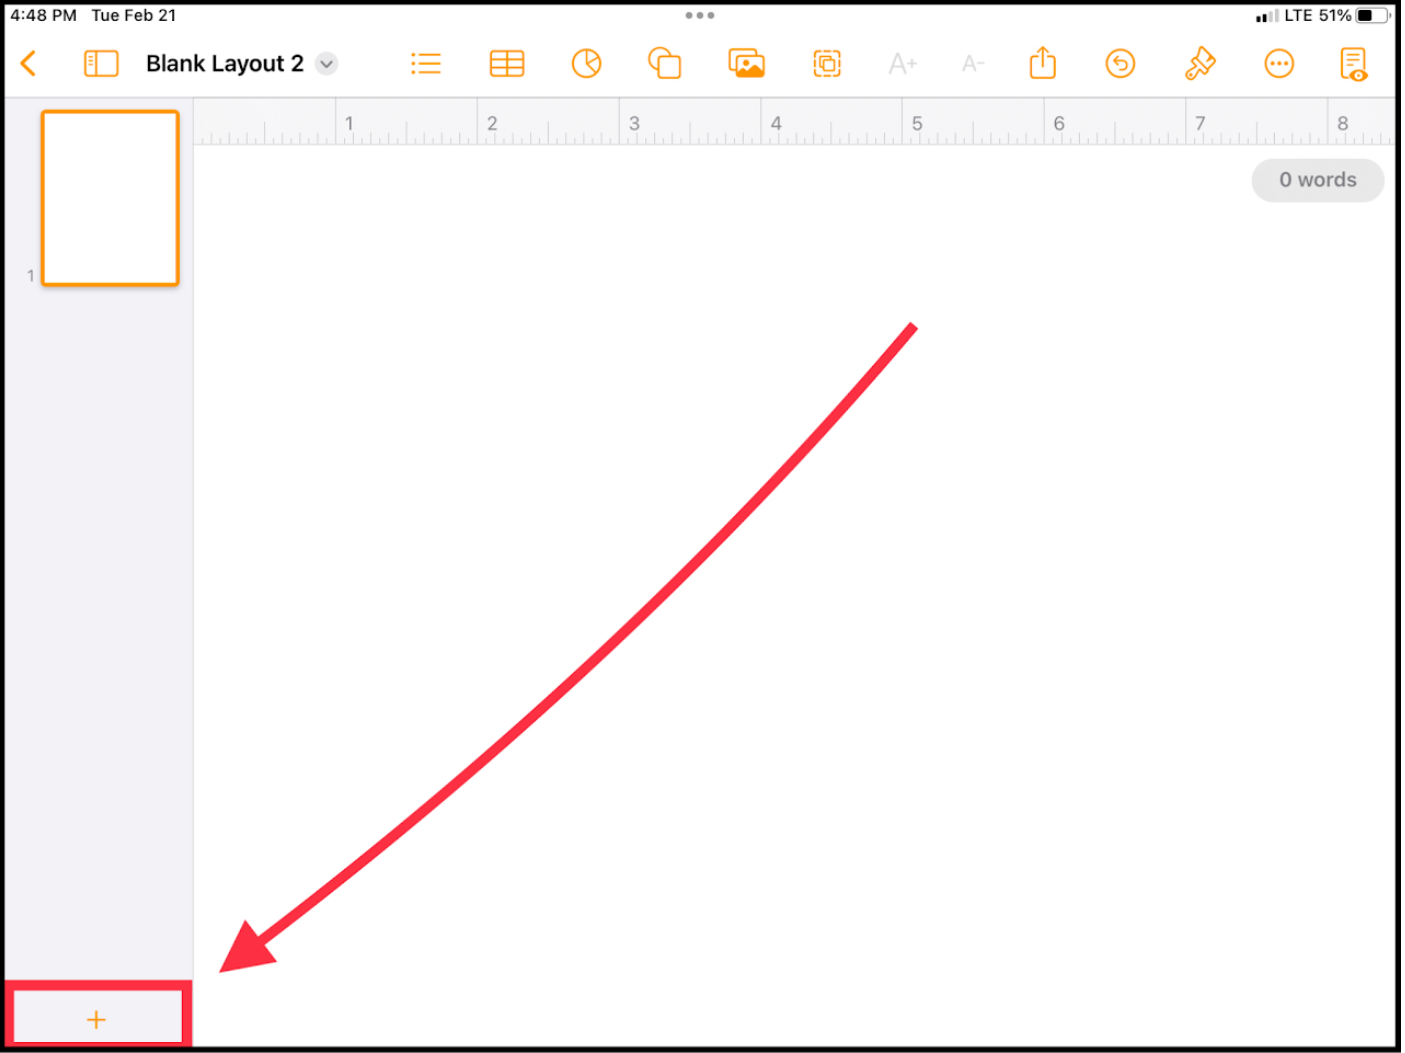 4:48 PM Tue Feb 21
LTE 51%
Blank Layout 2
A+ A-
1 2 3 4 5 6 7 8
0 words
1
+